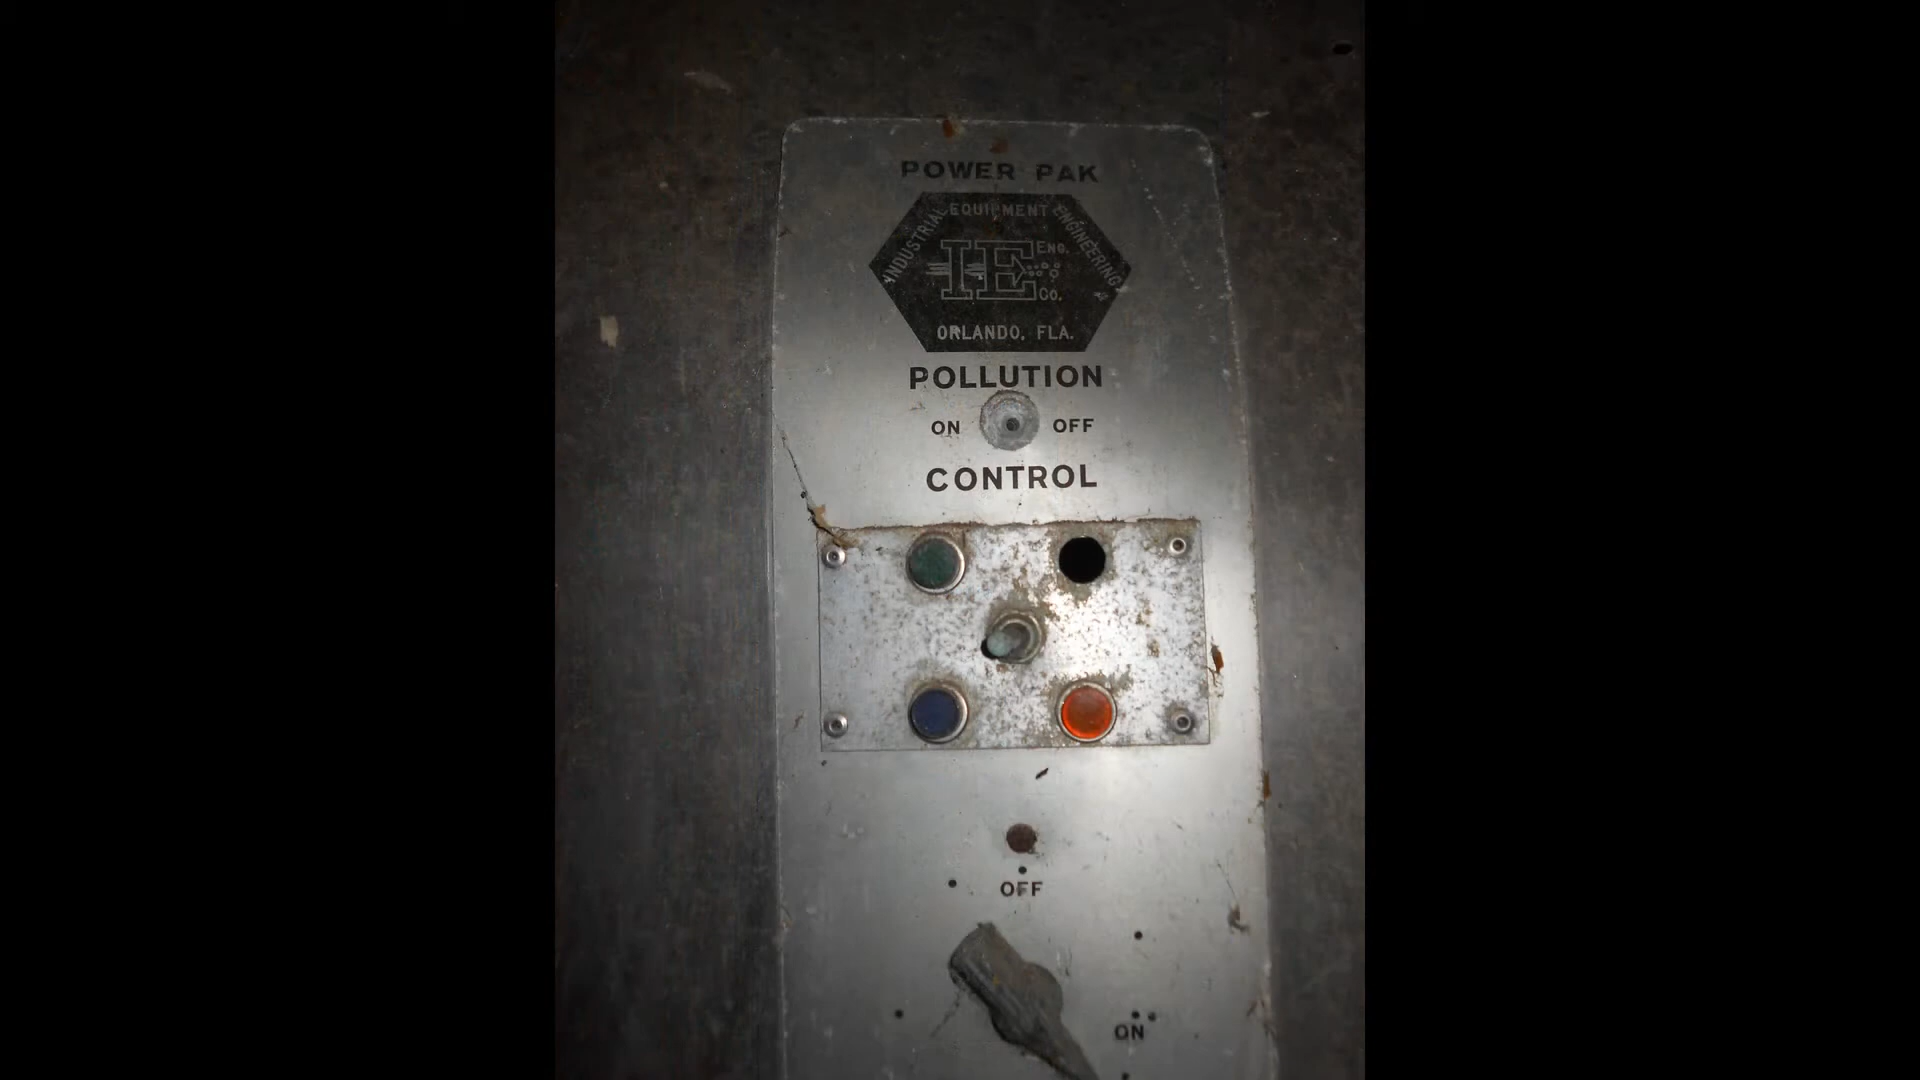 POWER PAK
INDUSTRIAL EQUIPMENT ENGINEERING
IE Eng. Co.
ORLANDO, FLA.
POLLUTION
ON OFF
CONTROL
OFF
ON